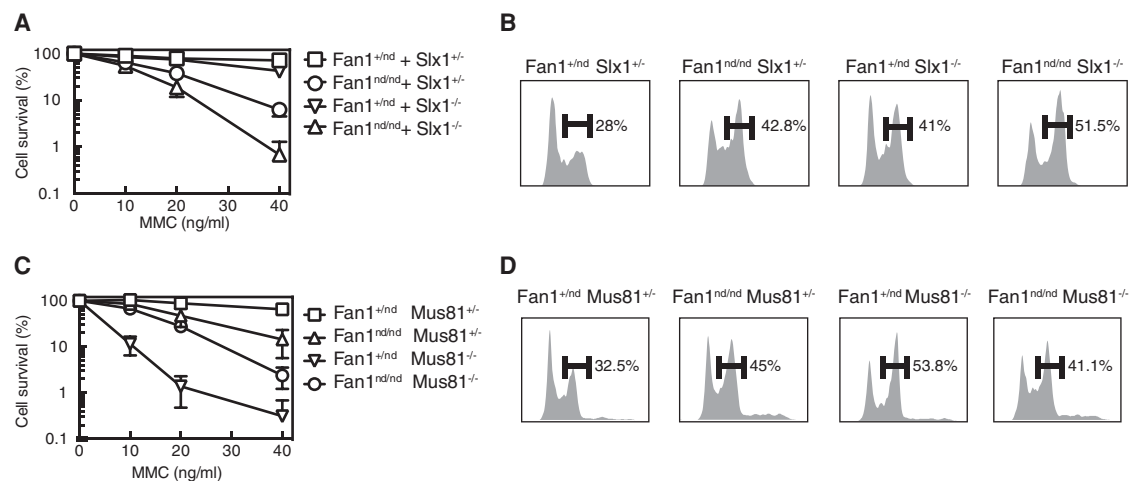 A
Cell survival (%)
100
10
1
0.1
0
10
20
30
40
MMC (ng/ml)
Fan1+/nd + Slx1+/-
Fan1nd/nd+ Slx1+/-
Fan1+/nd + Slx1-/-
Fan1nd/nd+ Slx1-/-
B
Fan1+/nd Slx1+/-
Fan1nd/nd Slx1+/-
Fan1+/nd Slx1-/-
Fan1nd/nd Slx1-/-
28%
42.8%
41%
51.5%
C
Cell survival (%)
100
10
1
0.1
0
10
20
30
40
MMC (ng/ml)
Fan1+/nd Mus81+/-
Fan1nd/nd Mus81+/-
Fan1+/nd Mus81-/-
Fan1nd/nd Mus81-/-
D
Fan1+/nd Mus81+/-
Fan1nd/nd Mus81+/-
Fan1+/nd Mus81-/-
Fan1nd/nd Mus81-/-
32.5%
45%
53.8%
41.1%